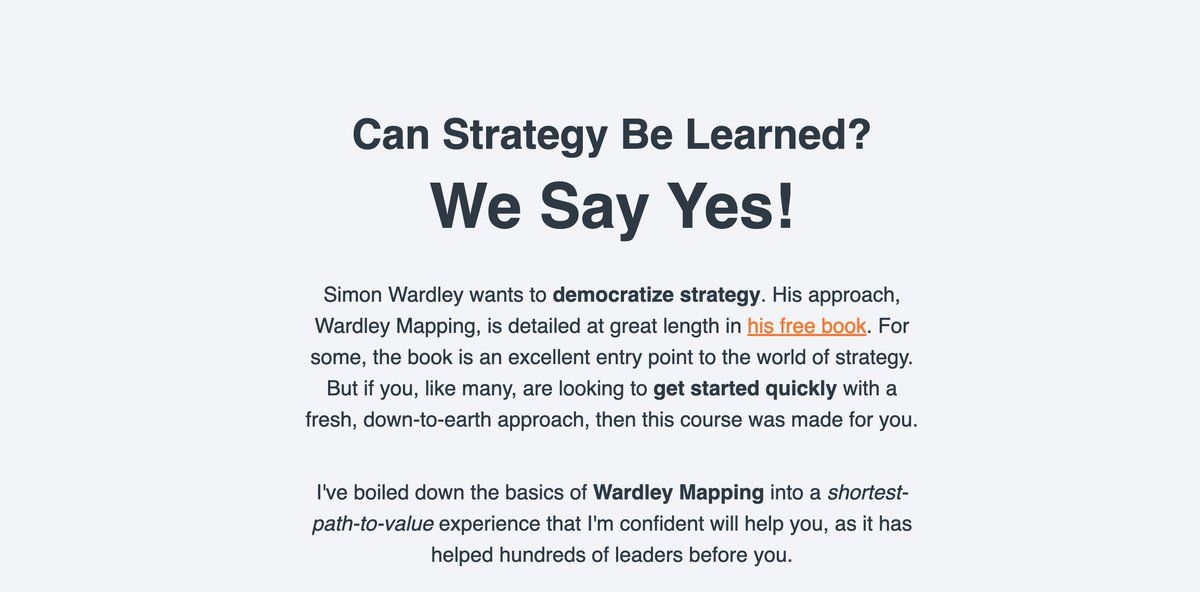 Can Strategy Be Learned?
We Say Yes!
Simon Wardley wants to democratize strategy. His approach,
Wardley Mapping, is detailed at great length in his free book. For
some, the book is an excellent entry point to the world of strategy.
But if you, like many, are looking to get started quickly with a
fresh, down-to-earth approach, then this course was made for you.
I've boiled down the basics of Wardley Mapping into a shortest-
path-to-value experience that I'm confident will help you, as it has
helped hundreds of leaders before you.